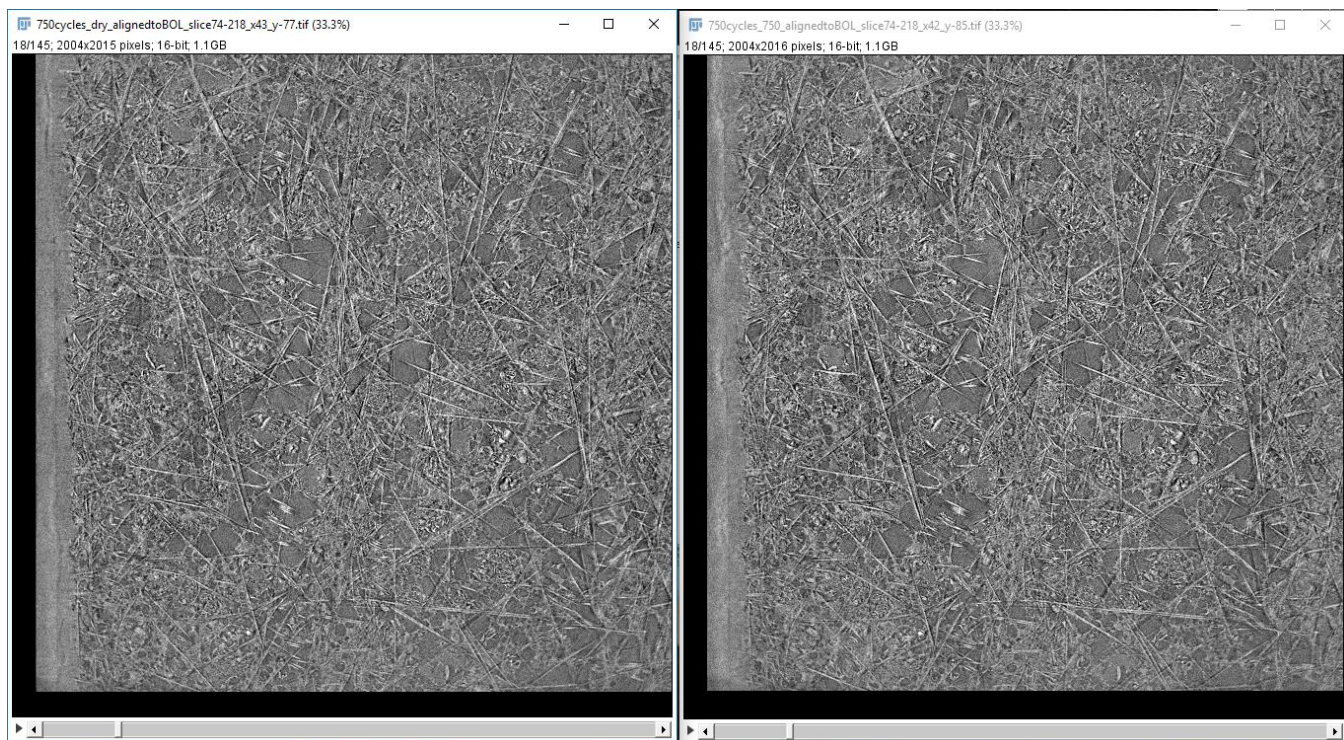 750cycles_dry_alignedtoBOL_slice74-218_x43_y-77.tif (33.3%)
18/145; 2004x2015 pixels; 16-bit; 1.1GB
750cycles_750_alignedtoBOL_slice74-218_x42_y-85.tif (33.3%)
18/145; 2004x2016 pixels; 16-bit; 1.1GB